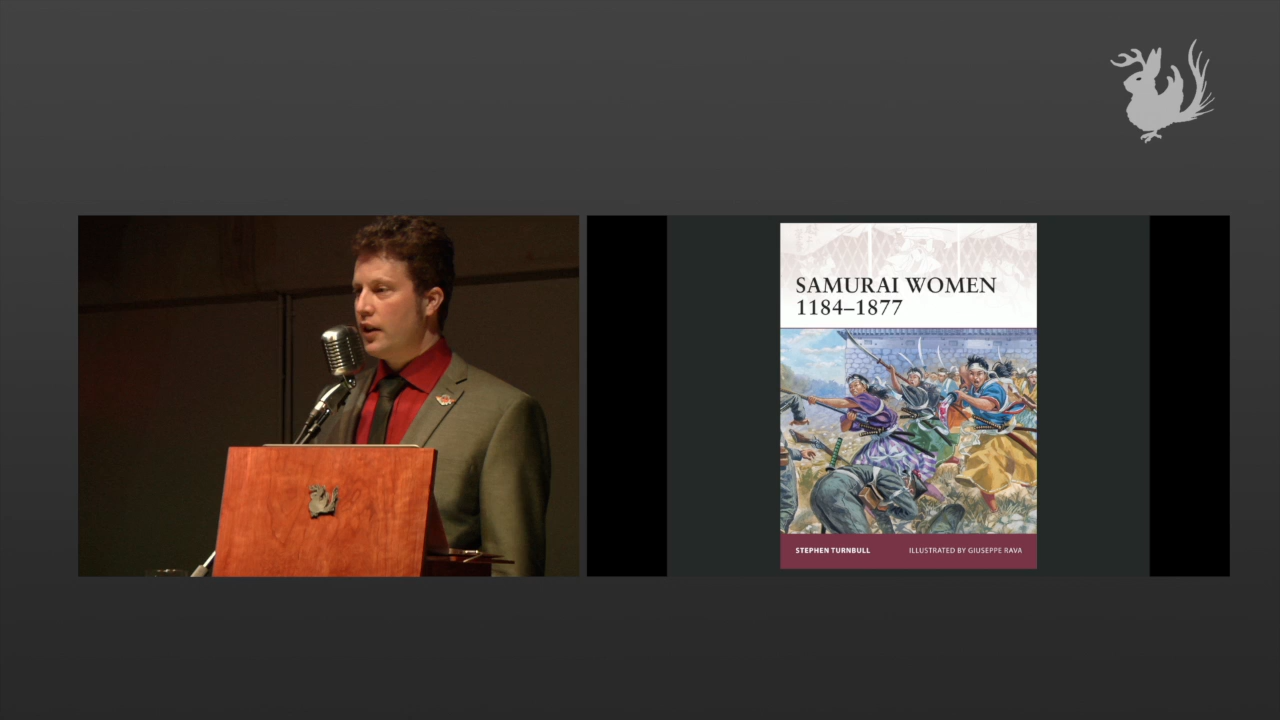 SAMURAI WOMEN
1184–1877
STEPHEN TURNBULL
ILLUSTRATED BY GIUSEPPE RAVA